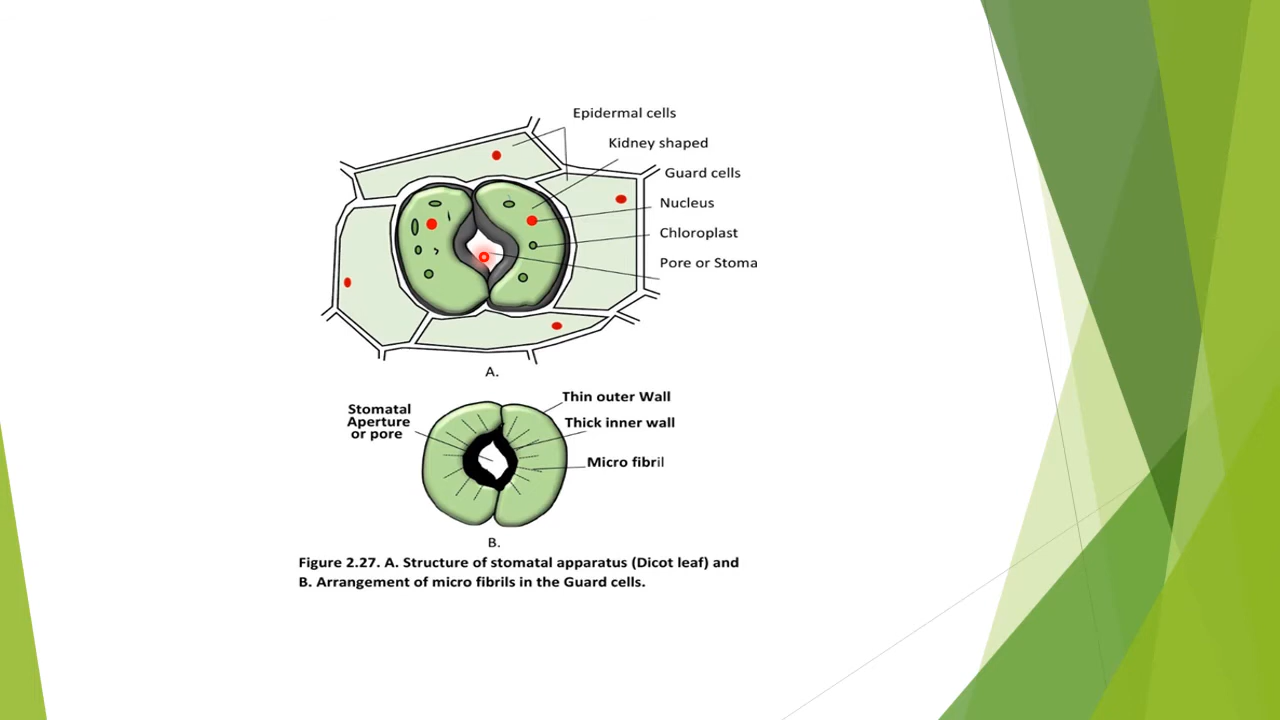 Epidermal cells
Kidney shaped
Guard cells
Nucleus
Chloroplast
Pore or Stoma
A.
Thin outer Wall
Stomatal
Aperture
or pore
Thick inner wall
Micro fibril
B.
Figure 2.27. A. Structure of stomatal apparatus (Dicot leaf) and
B. Arrangement of micro fibrils in the Guard cells.